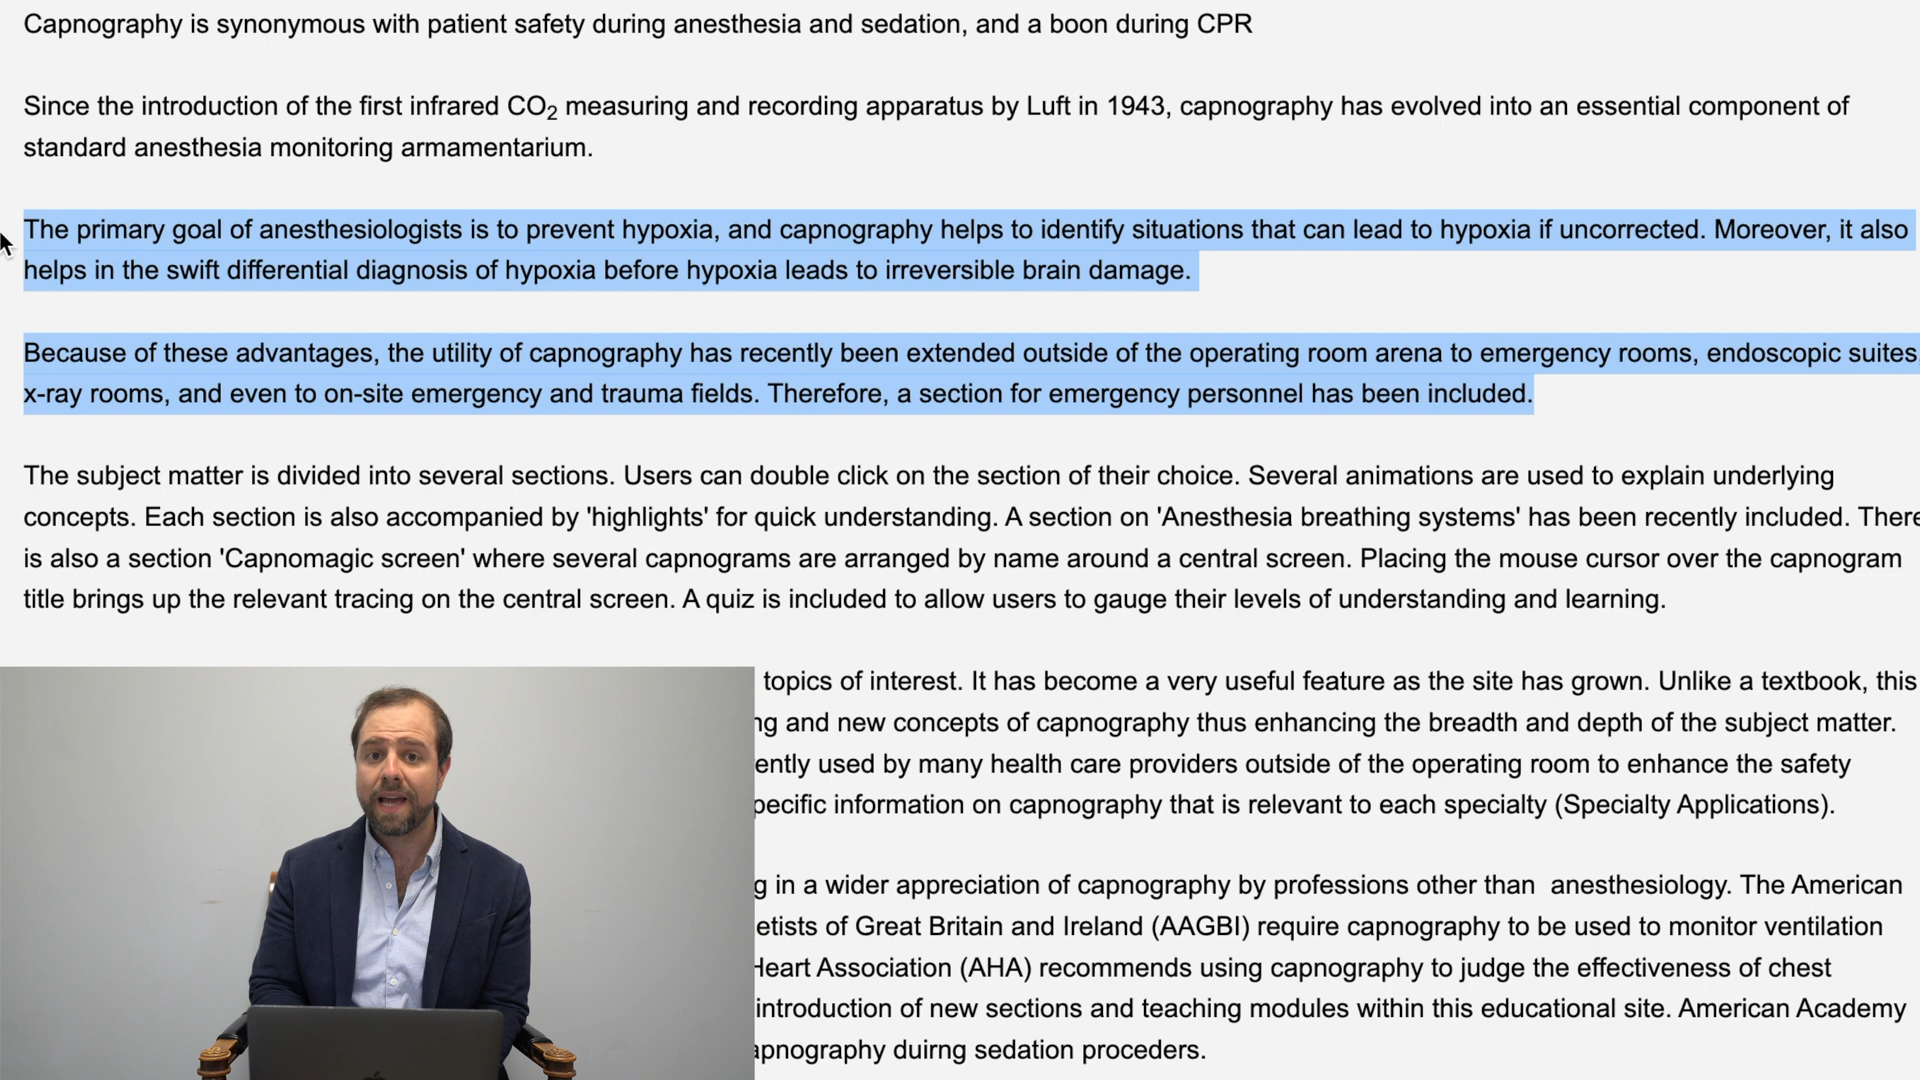 Capnography is synonymous with patient safety during anesthesia and sedation, and a boon during CPR
Since the introduction of the first infrared CO2 measuring and recording apparatus by Luft in 1943, capnography has evolved into an essential component of
standard anesthesia monitoring armamentarium.
The primary goal of anesthesiologists is to prevent hypoxia, and capnography helps to identify situations that can lead to hypoxia if uncorrected. Moreover, it also
helps in the swift differential diagnosis of hypoxia before hypoxia leads to irreversible brain damage.
Because of these advantages, the utility of capnography has recently been extended outside of the operating room arena to emergency rooms, endoscopic suites,
x-ray rooms, and even to on-site emergency and trauma fields. Therefore, a section for emergency personnel has been included.
The subject matter is divided into several sections. Users can double click on the section of their choice. Several animations are used to explain underlying
concepts. Each section is also accompanied by 'highlights' for quick understanding. A section on 'Anesthesia breathing systems' has been recently included. There
is also a section 'Capnomagic screen' where several capnograms are arranged by name around a central screen. Placing the mouse cursor over the capnogram
title brings up the relevant tracing on the central screen. A quiz is included to allow users to gauge their levels of understanding and learning.
topics of interest. It has become a very useful feature as the site has grown. Unlike a textbook, this
ng and new concepts of capnography thus enhancing the breadth and depth of the subject matter.
ently used by many health care providers outside of the operating room to enhance the safety
pecific information on capnography that is relevant to each specialty (Specialty Applications).
g in a wider appreciation of capnography by professions other than anesthesiology. The American
etists of Great Britain and Ireland (AAGBI) require capnography to be used to monitor ventilation
Heart Association (AHA) recommends using capnography to judge the effectiveness of chest
introduction of new sections and teaching modules within this educational site. American Academy
apnography duirng sedation proceders.